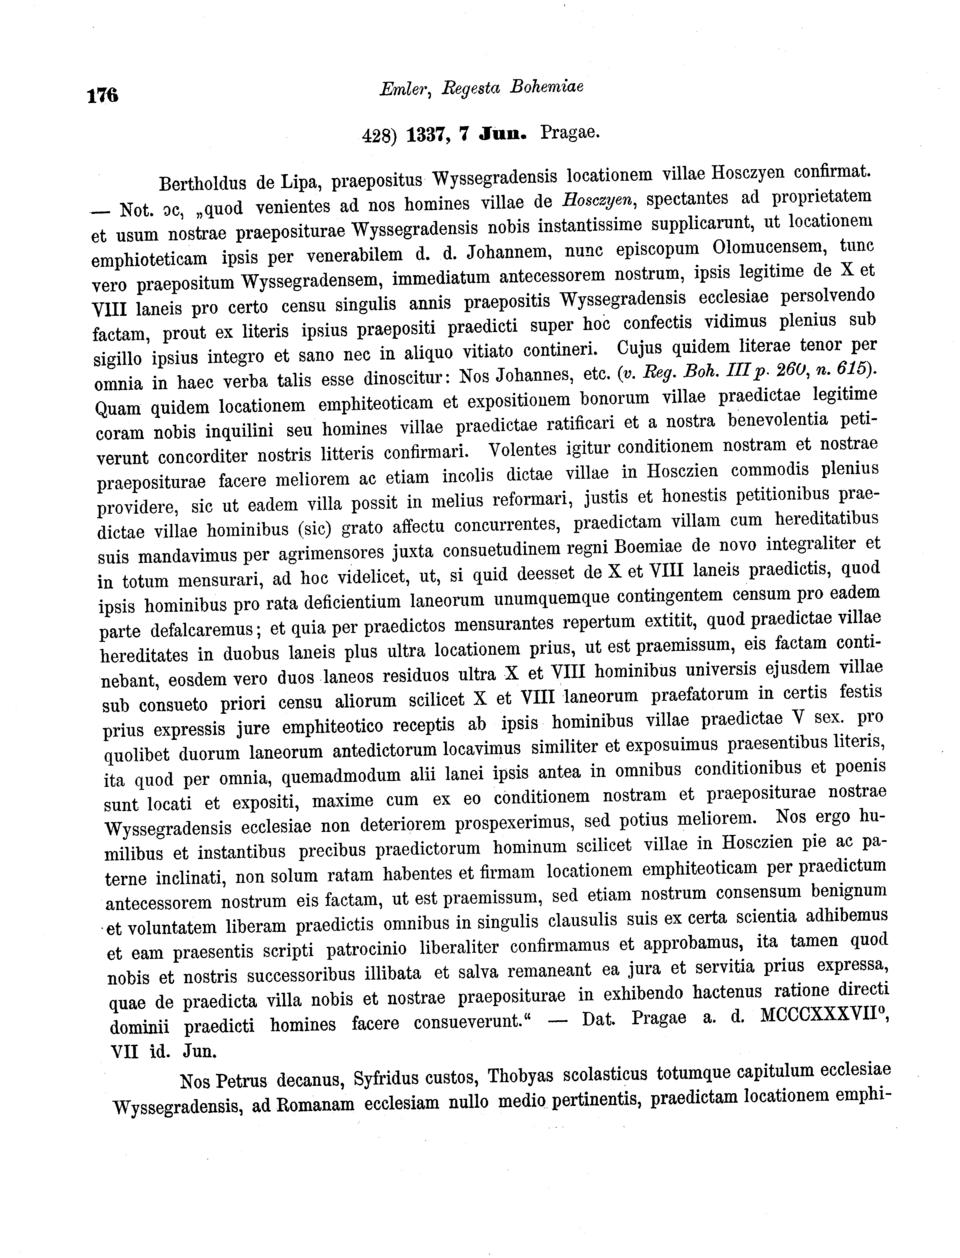 176
Emler, Regesta Bohemiae
428) 1337, 7 Jun. Pragae.
Bertholdus de Lipa, praepositus Wyssegradensis locationem villae Hosczyen confirmat.
— Not. ɔc, „quod venientes ad nos homines villae de Hosczyen, spectantes ad proprietatem
et usum nostrae praepositurae Wyssegradensis nobis instantissime supplicarunt, ut locationem
emphioteticam ipsis per venerabilem d. d. Johannem, nunc episcopum Olomucensem, tunc
vero praepositum Wyssegradensem, immediatum antecessorem nostrum, ipsis legitime de X et
VIII laneis pro certo censu singulis annis praepositis Wyssegradensis ecclesiae persolvendo
factam, prout ex literis ipsius praepositi praedicti super hoc confectis vidimus plenius sub
sigillo ipsius integro et sano nec in aliquo vitiato contineri. Cujus quidem literae tenor per
omnia in haec verba talis esse dinoscitur: Nos Johannes, etc. (v. Reg. Boh. III p. 260, n. 615).
Quam quidem locationem emphiteoticam et expositionem bonorum villae praedictae legitime
coram nobis inquilini seu homines villae praedictae ratificari et a nostra benevolentia peti-
verunt concorditer nostris litteris confirmari. Volentes igitur conditionem nostram et nostrae
praepositurae facere meliorem ac etiam incolis dictae villae in Hosczien commodis plenius
providere, sic ut eadem villa possit in melius reformari, justis et honestis petitionibus prae-
dictae villae hominibus (sic) grato affectu concurrentes, praedictam villam cum hereditatibus
suis mandavimus per agrimensores juxta consuetudinem regni Boemiae de novo integraliter et
in totum mensurari, ad hoc videlicet, ut, si quid deesset de X et VIII laneis praedictis, quod
ipsis hominibus pro rata deficientium laneorum unumquemque contingentem censum pro eadem
parte defalcaremus; et quia per praedictos mensurantes repertum extitit, quod praedictae villae
hereditates in duobus laneis plus ultra locationem prius, ut est praemissum, eis factam conti-
nebant, eosdem vero duos laneos residuos ultra X et VIII hominibus universis ejusdem villae
sub consueto priori censu aliorum scilicet X et VIII laneorum praefatorum in certis festis
prius expressis jure emphiteotico receptis ab ipsis hominibus villae praedictae V sex. pro
quolibet duorum laneorum antedictorum locavimus similiter et exposuimus praesentibus literis,
ita quod per omnia, quemadmodum alii lanei ipsis antea in omnibus conditionibus et poenis
sunt locati et expositi, maxime cum ex eo conditionem nostram et praepositurae nostrae
Wyssegradensis ecclesiae non deteriorem prospexerimus, sed potius meliorem. Nos ergo hu-
milibus et instantibus precibus praedictorum hominum scilicet villae in Hosczien pie ac pa-
terne inclinati, non solum ratam habentes et firmam locationem emphiteoticam per praedictum
antecessorem nostrum eis factam, ut est praemissum, sed etiam nostrum consensum benignum
et voluntatem liberam praedictis omnibus in singulis clausulis suis ex certa scientia adhibemus
et eam praesentis scripti patrocinio liberaliter confirmamus et approbamus, ita tamen quod
nobis et nostris successoribus illibata et salva remaneant ea jura et servitia prius expressa,
quae de praedicta villa nobis et nostrae praepositurae in exhibendo hactenus ratione directi
dominii praedicti homines facere consueverunt.“ — Dat. Pragae a. d. MCCCXXXVII⁰,
VII id. Jun.
Nos Petrus decanus, Syfridus custos, Thobyas scolasticus totumque capitulum ecclesiae
Wyssegradensis, ad Romanam ecclesiam nullo medio pertinentis, praedictam locationem emphi-